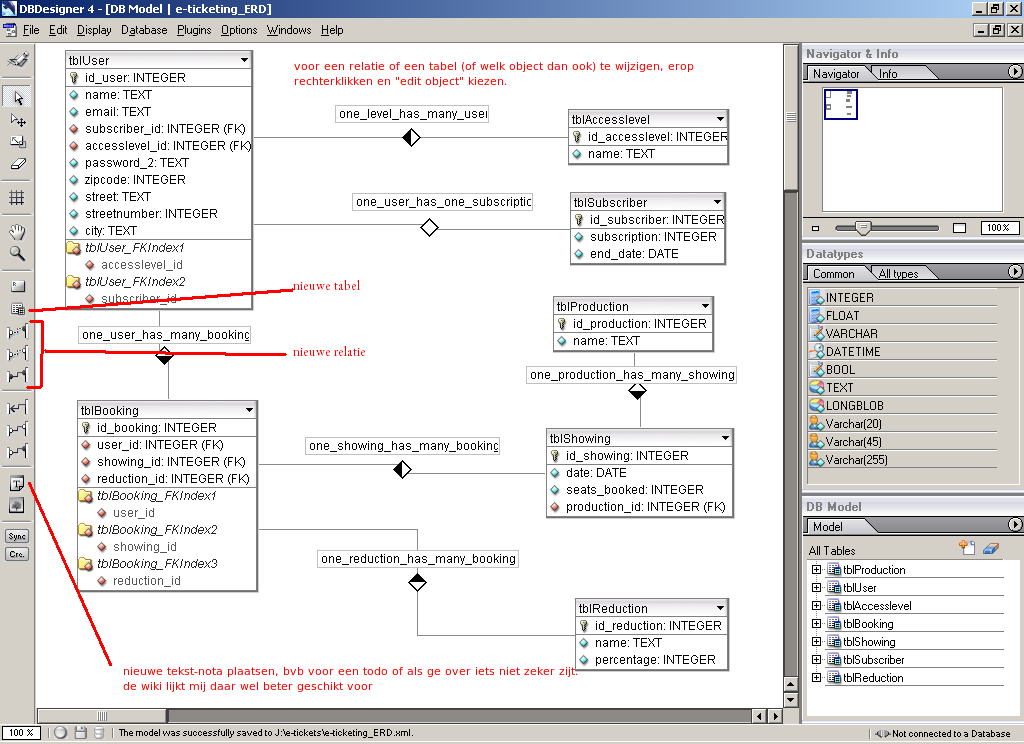 DBDesigner 4 - [DB Model | e-ticketing_ERD]
File Edit Display Database Plugins Options Windows Help
tblUser
id_user: INTEGER
name: TEXT
email: TEXT
subscriber_id: INTEGER (FK)
accesslevel_id: INTEGER (FK)
password_2: TEXT
zipcode: INTEGER
street: TEXT
streetnumber: INTEGER
city: TEXT
tblUser_FKIndex1
accesslevel_id
tblUser_FKIndex2
subscriber_id
voor een relatie of een tabel (of welk object dan ook) te wijzigen, erop
rechterklikken en "edit object" kiezen.
one_level_has_many_user
tblAccesslevel
id_accesslevel: INTEGER
name: TEXT
one_user_has_one_subscriptic
tblSubscriber
id_subscriber: INTEGER
subscription: INTEGER
end_date: DATE
nieuwe tabel
one_user_has_many_booking
nieuwe relatie
tblProduction
id_production: INTEGER
name: TEXT
one_production_has_many_showing
tblBooking
id_booking: INTEGER
user_id: INTEGER (FK)
showing_id: INTEGER (FK)
reduction_id: INTEGER (FK)
tblBooking_FKIndex1
user_id
tblBooking_FKIndex2
showing_id
tblBooking_FKIndex3
reduction_id
one_showing_has_many_booking
tblShowing
id_showing: INTEGER
date: DATE
seats_booked: INTEGER
production_id: INTEGER (FK)
one_reduction_has_many_booking
tblReduction
id_reduction: INTEGER
name: TEXT
percentage: INTEGER
nieuwe tekst-nota plaatsen, bvb voor een todo of als ge over iets niet zeker zijt.
de wiki lijkt mij daar wel beter geschikt voor
Sync
Cre.
Navigator & Info
Navigator Info
100%
Datatypes
Common All types
INTEGER
FLOAT
VARCHAR
DATETIME
BOOL
TEXT
LONGBLOB
Varchar(20)
Varchar(45)
Varchar(255)
DB Model
Model
All Tables
tblProduction
tblUser
tblAccesslevel
tblBooking
tblShowing
tblSubscriber
tblReduction
100 % The model was successfully saved to J:\e-tickets\e-ticketing_ERD.xml. Not connected to a Database